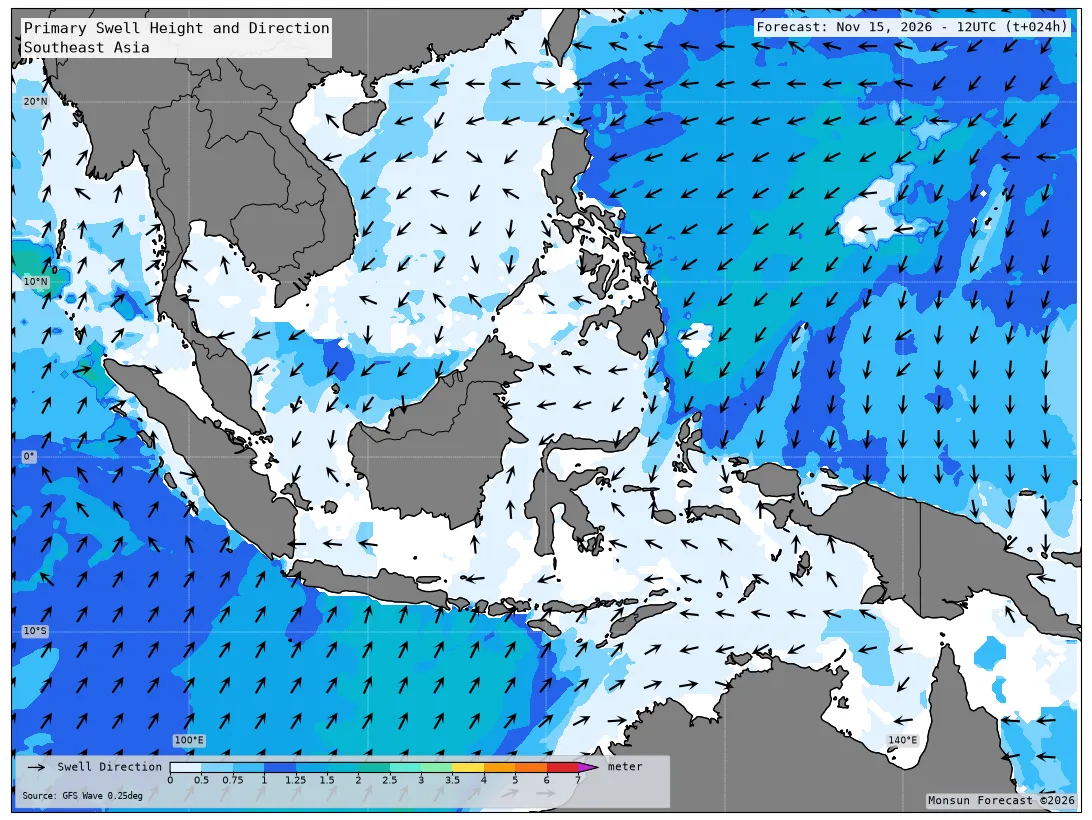 Primary Swell Height and Direction
Southeast Asia
Forecast: Nov 15, 2026 - 12UTC (t+024h)
20°N
10°N
0°
10°S
100°E
140°E
Swell Direction
0 0.5 0.75 1 1.25 1.5 2 2.5 3 3.5 4 5 6 7
meter
Source: GFS Wave 0.25deg
Monsun Forecast ©2026